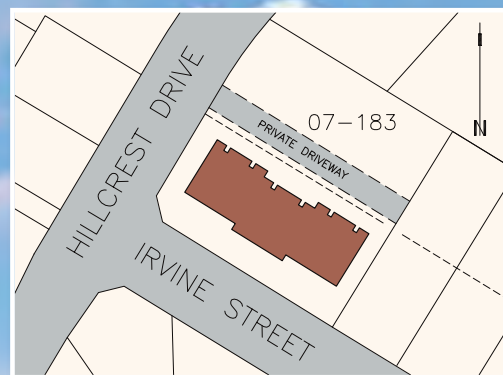 HILLCREST DRIVE
PRIVATE DRIVEWAY
07-183
N
IRVINE STREET